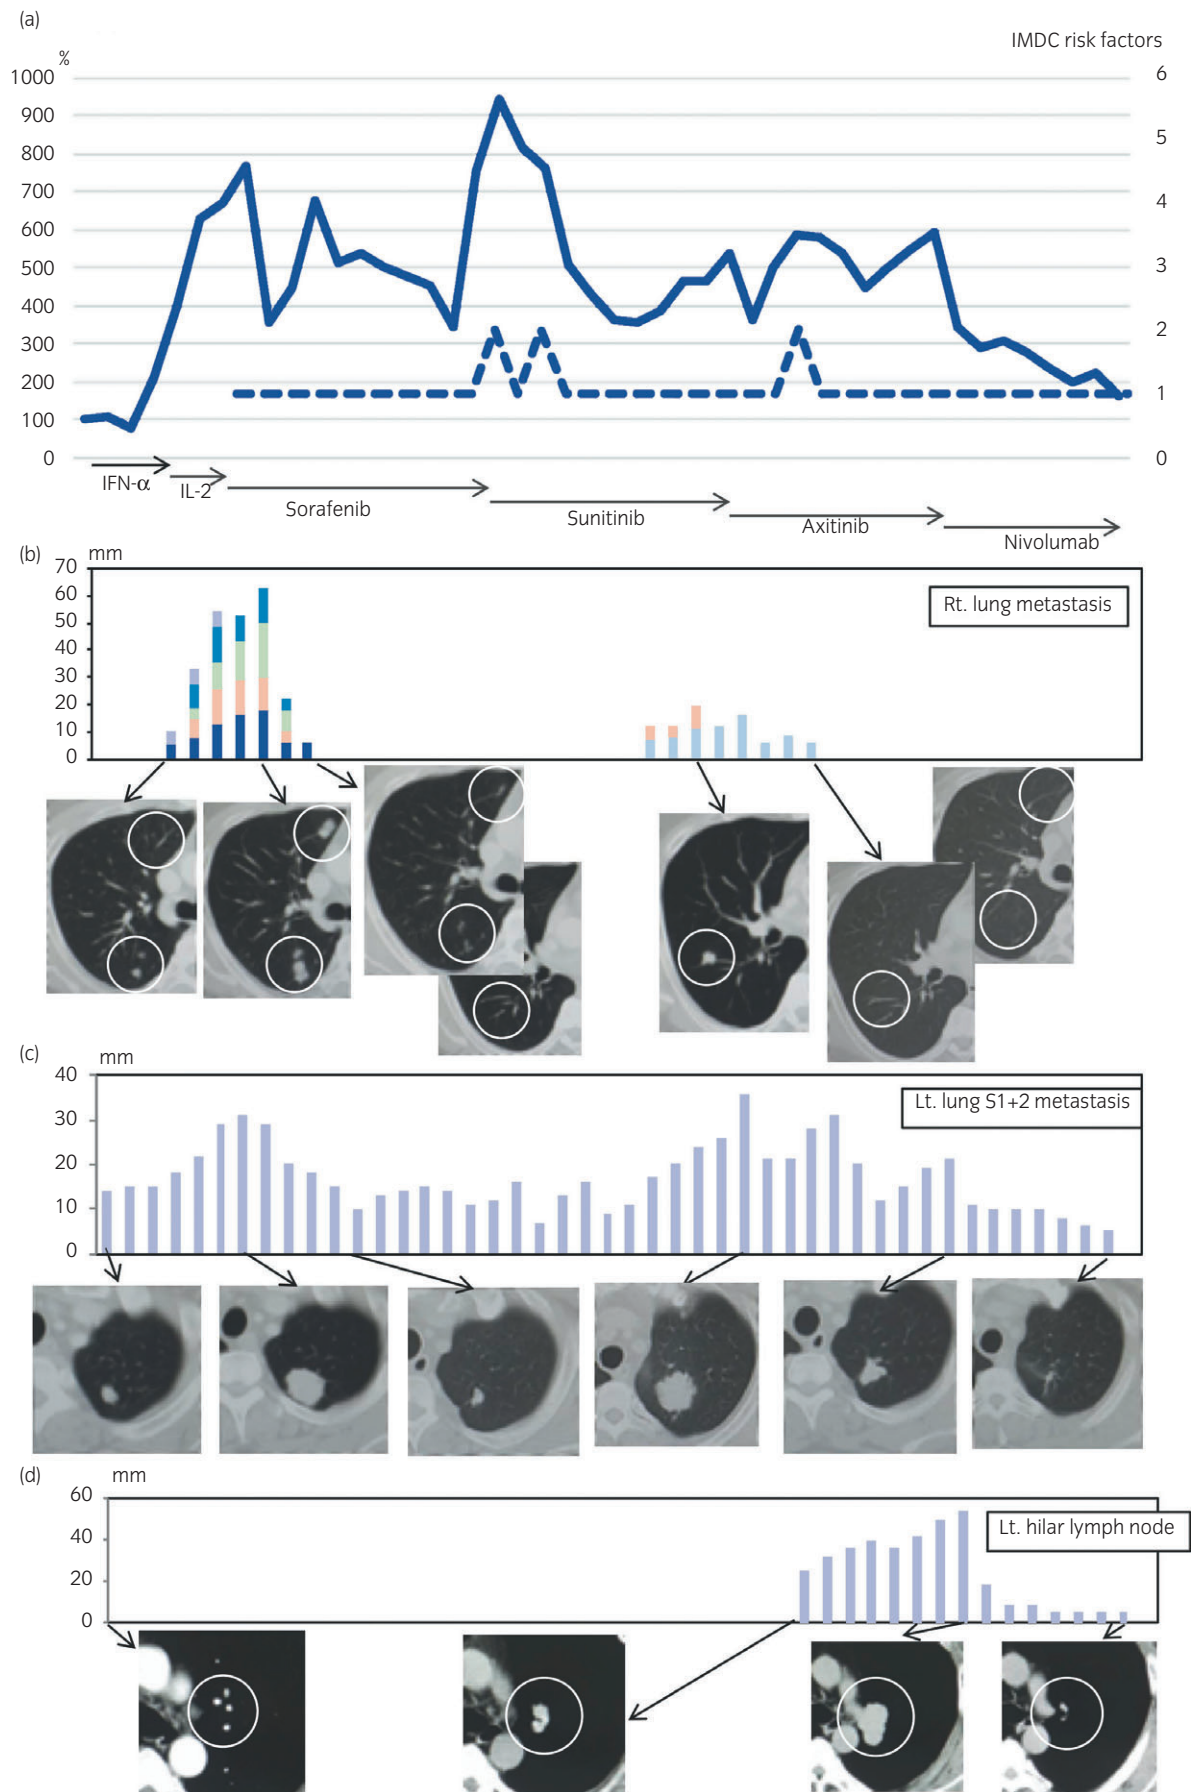 (a)
IMDC risk factors
%
1000
6
900
800
5
700
600
4
500
3
400
300
2
200
1
100
0
0
IFN-α
IL-2
Sorafenib
Sunitinib
Axitinib
Nivolumab
(b)
mm
70
60
50
40
30
20
10
0
Rt. lung metastasis
(c)
mm
40
30
20
10
0
Lt. lung S1+2 metastasis
(d)
mm
60
40
20
0
Lt. hilar lymph node